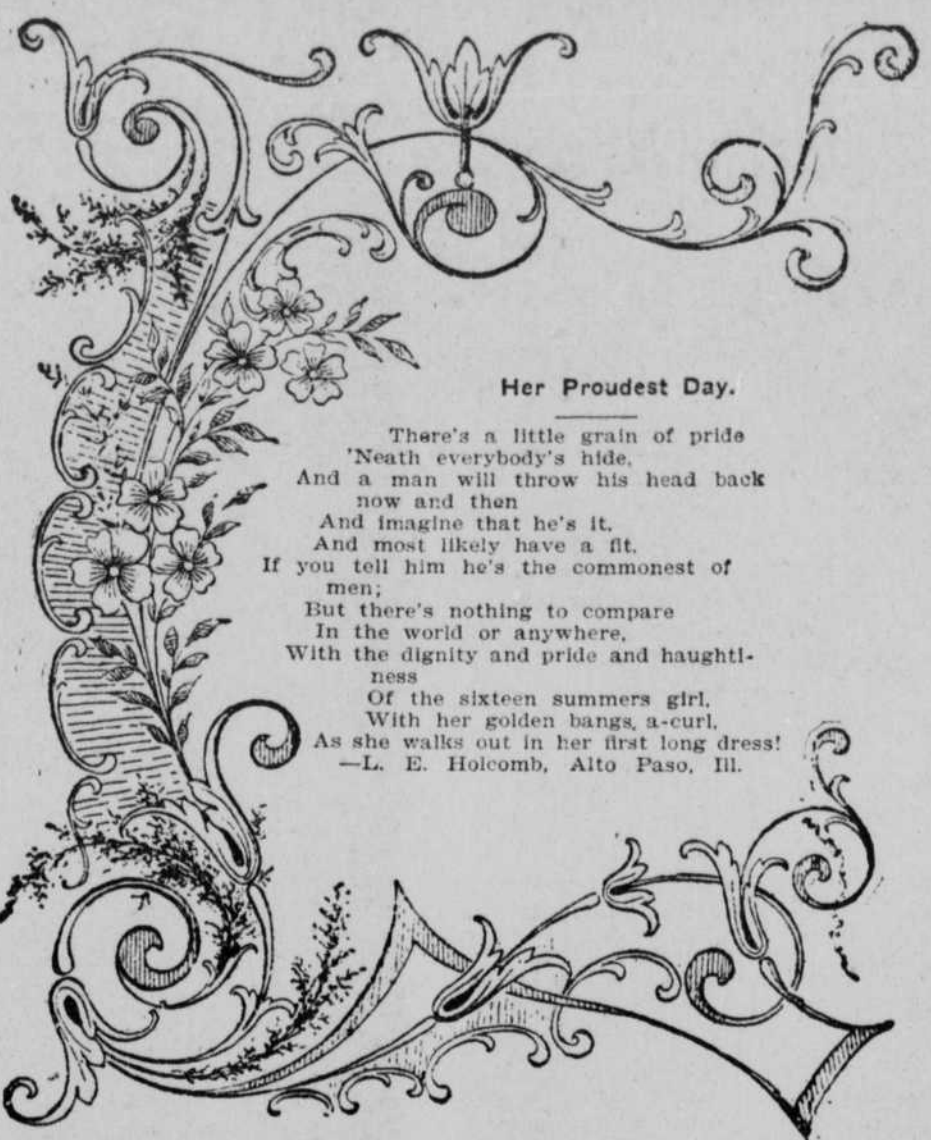 Her Proudest Day.
There's a little grain of pride
'Neath everybody's hide,
And a man will throw his head back
now and then
And imagine that he's it,
And most likely have a fit,
If you tell him he's the commonest of
men;
But there's nothing to compare
In the world or anywhere,
With the dignity and pride and haughti-
ness
Of the sixteen summers girl,
With her golden bangs, a-curl,
As she walks out in her first long dress!
—L. E. Holcomb, Alto Paso, Ill.